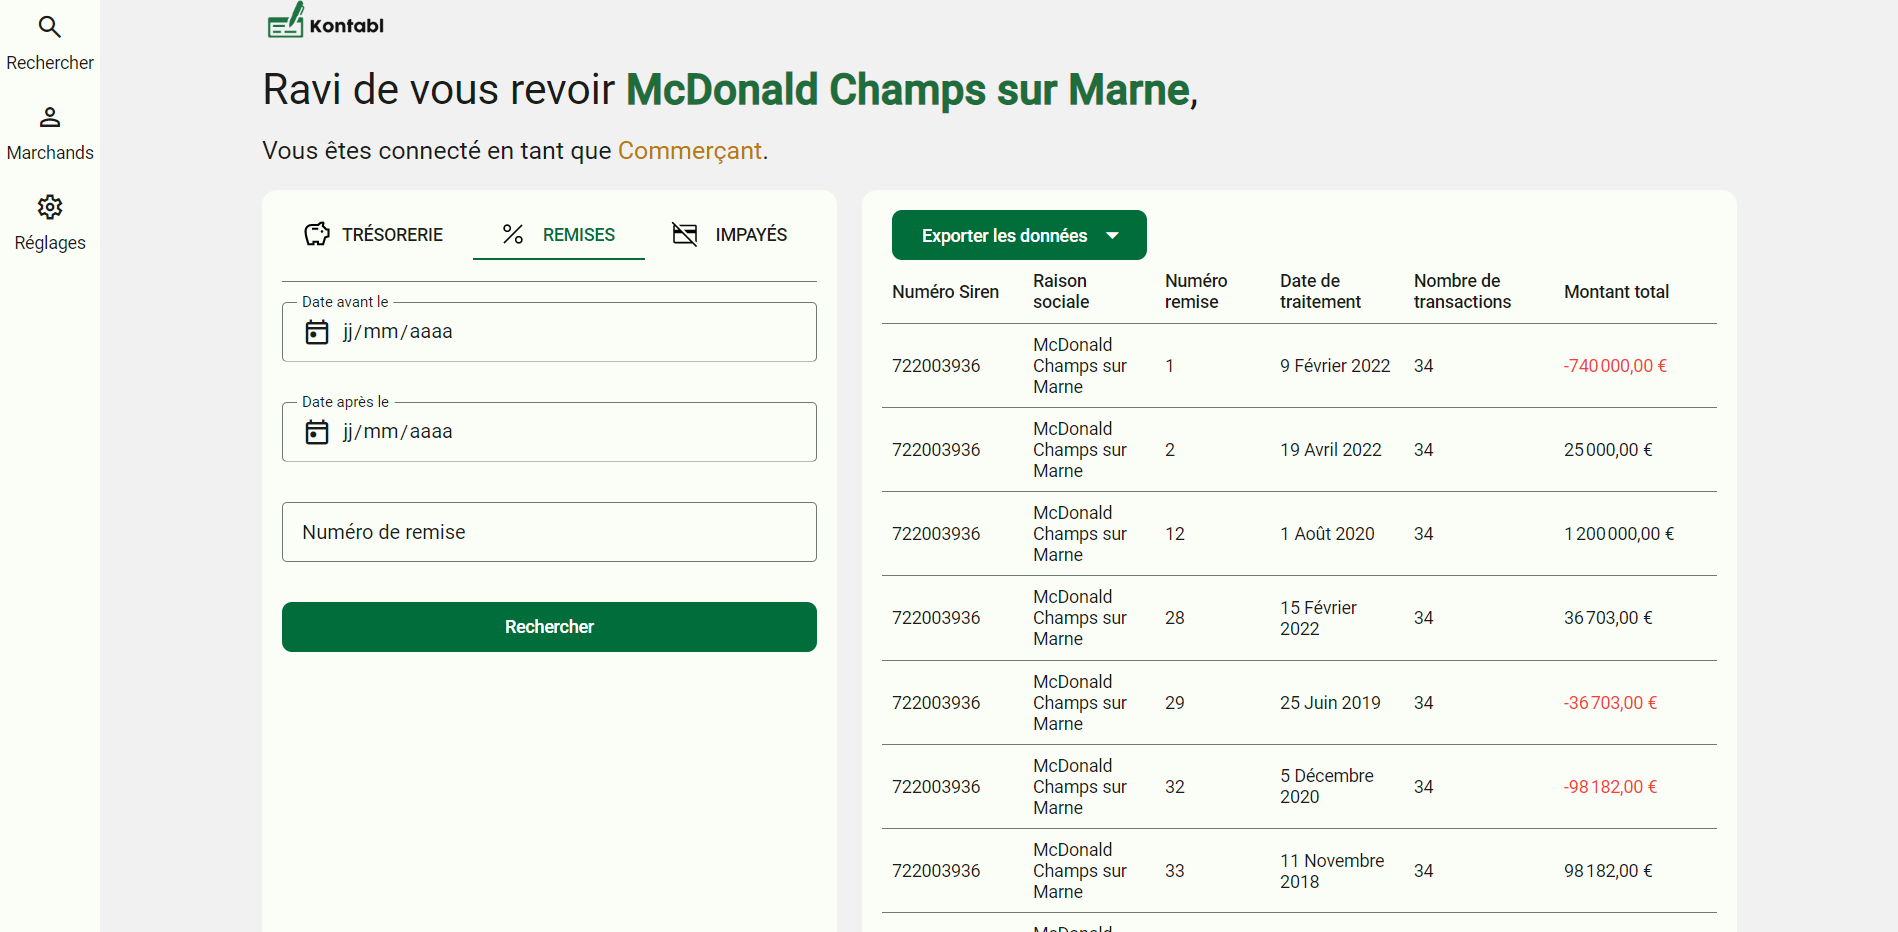 Rechercher
Marchands
Réglages
Kontabl
Ravi de vous revoir McDonald Champs sur Marne,
Vous êtes connecté en tant que Commerçant.
TRÉSORERIE REMISES IMPAYÉS
Date avant le
jj/mm/aaaa
Date après le
jj/mm/aaaa
Numéro de remise
Rechercher
Exporter les données
Numéro Siren
Raison
sociale
Numéro
remise
Date de
traitement
Nombre de
transactions
Montant total
722003936
McDonald
Champs sur
Marne
1
9 Février 2022
34
-740 000,00 €
722003936
McDonald
Champs sur
Marne
2
19 Avril 2022
34
25 000,00 €
722003936
McDonald
Champs sur
Marne
12
1 Août 2020
34
1 200 000,00 €
722003936
McDonald
Champs sur
Marne
28
15 Février
2022
34
36 703,00 €
722003936
McDonald
Champs sur
Marne
29
25 Juin 2019
34
-36 703,00 €
722003936
McDonald
Champs sur
Marne
32
5 Décembre
2020
34
-98 182,00 €
722003936
McDonald
Champs sur
Marne
33
11 Novembre
2018
34
98 182,00 €
McDonald